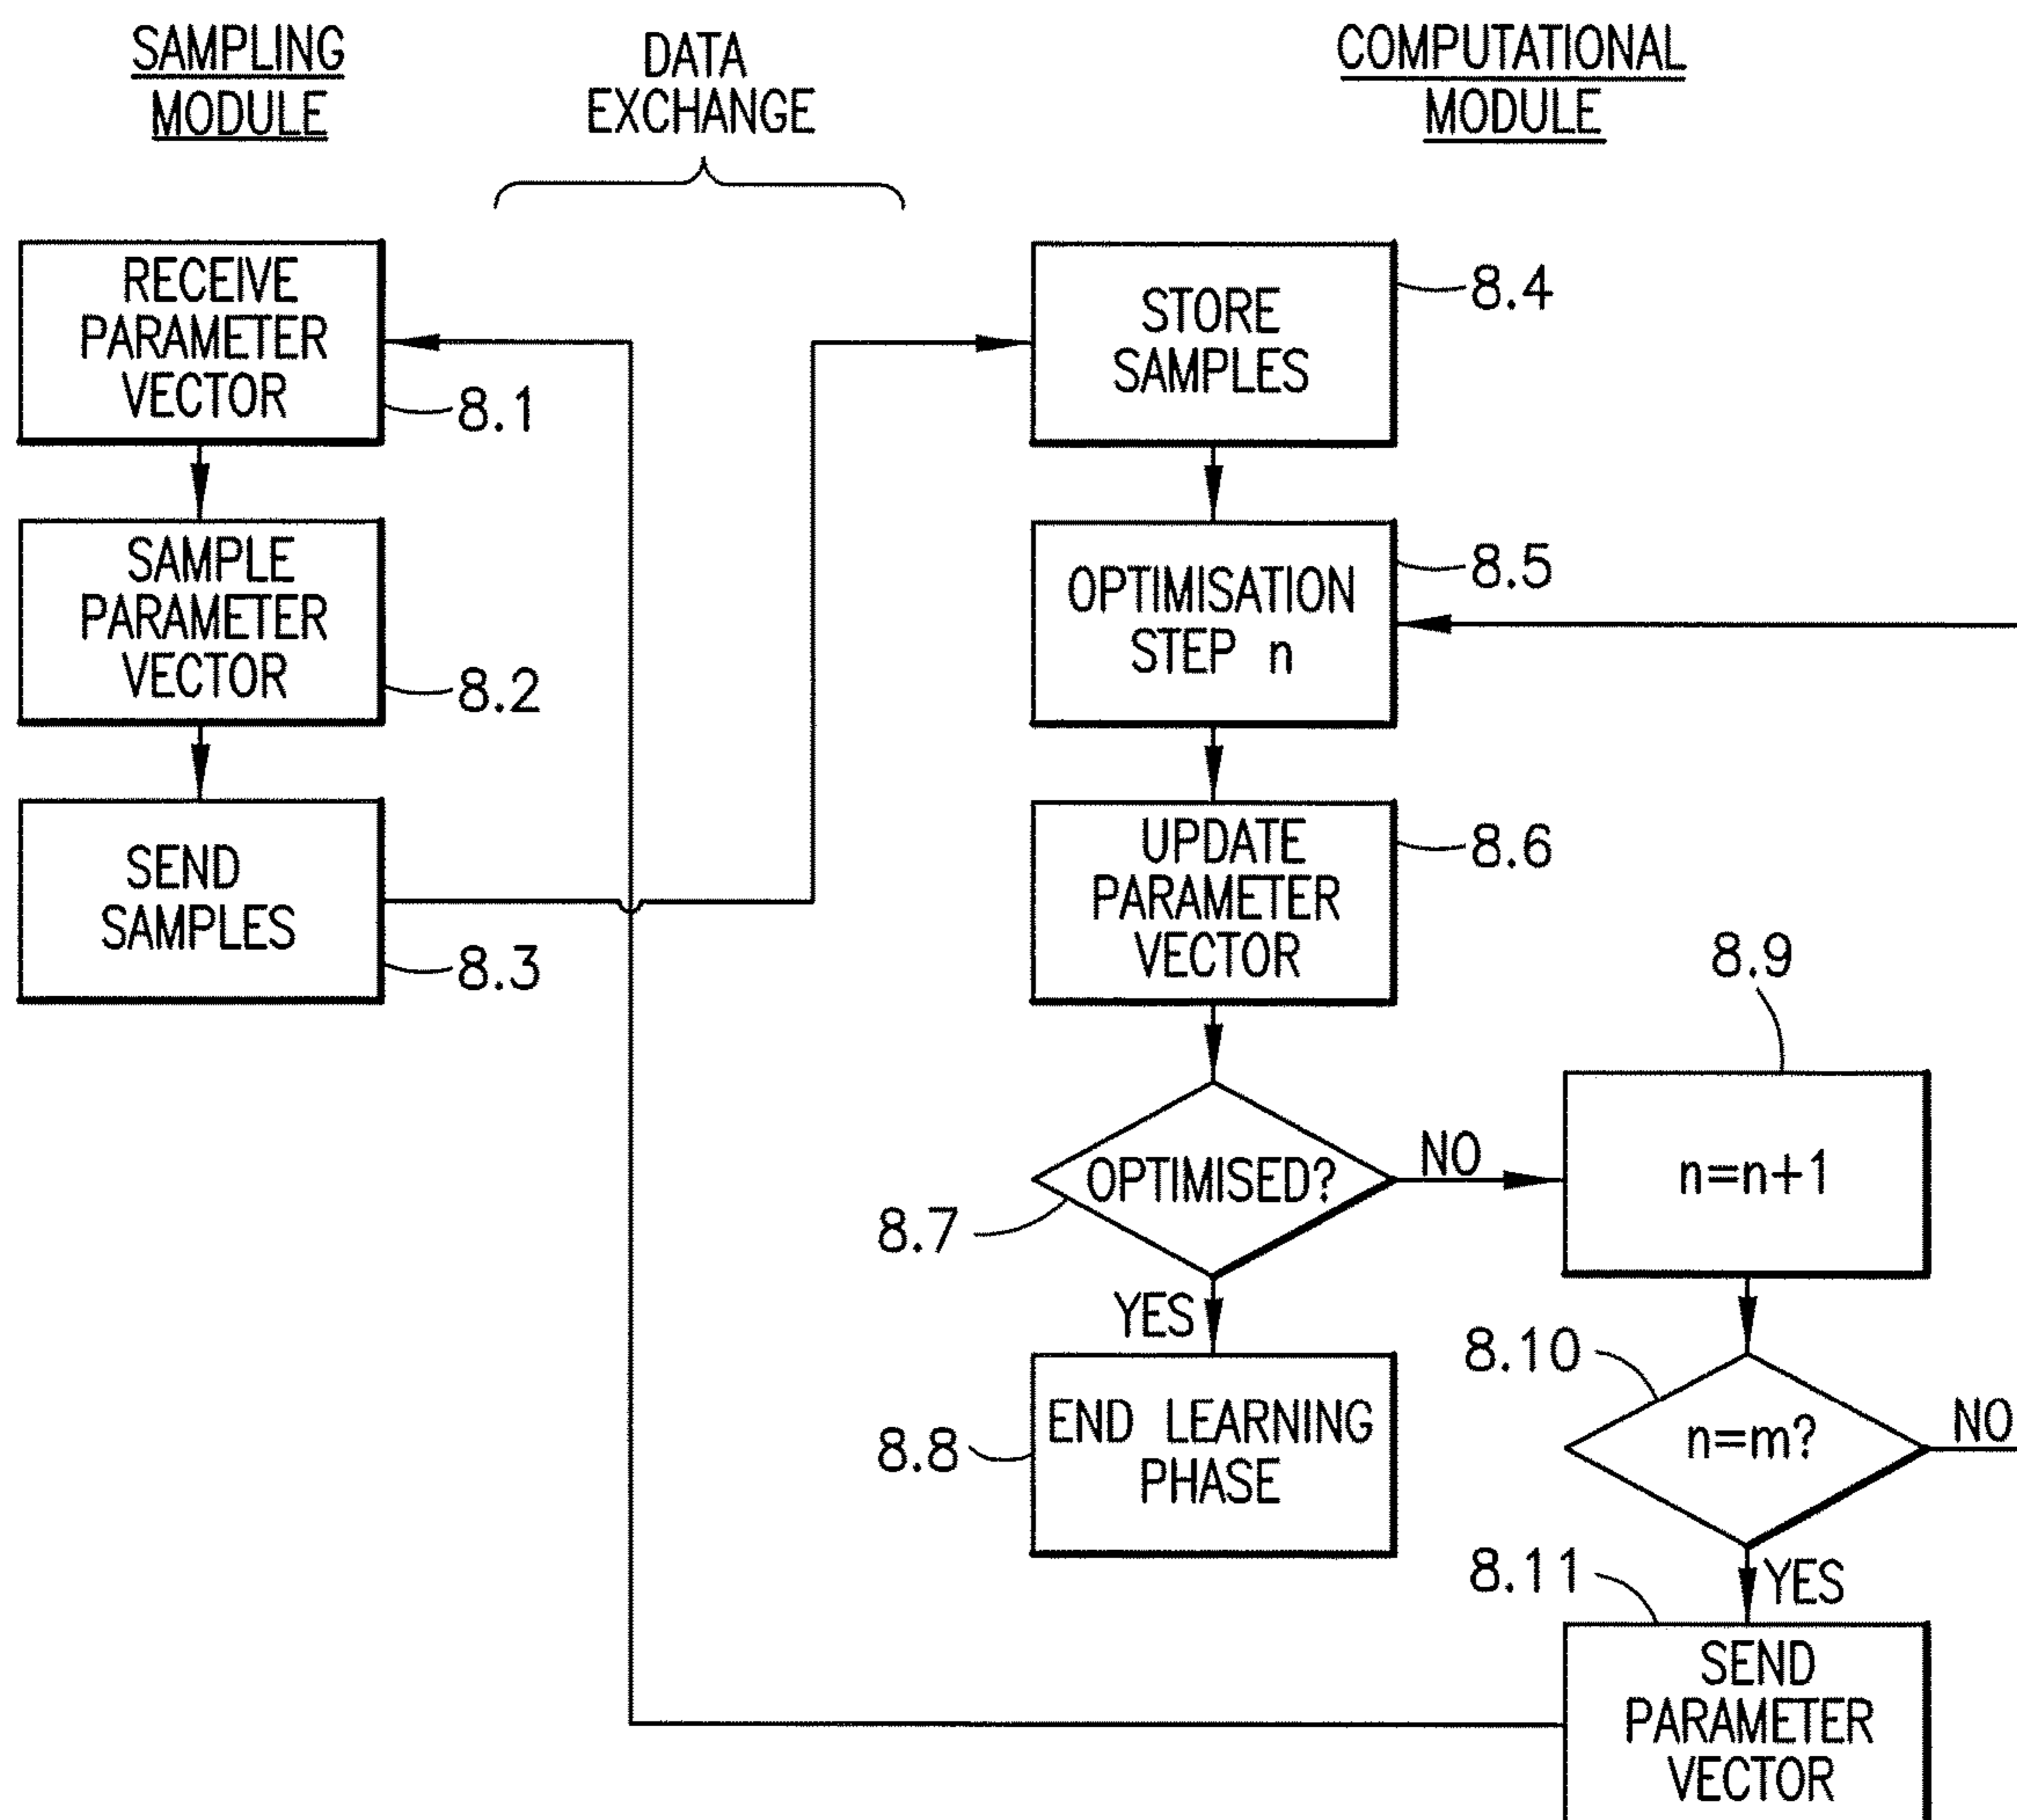 SAMPLING
MODULE
DATA
EXCHANGE
COMPUTATIONAL
MODULE
RECEIVE
PARAMETER
VECTOR
8.1
SAMPLE
PARAMETER
VECTOR
8.2
SEND
SAMPLES
8.3
STORE
SAMPLES
8.4
OPTIMISATION
STEP n
8.5
UPDATE
PARAMETER
VECTOR
8.6
OPTIMISED?
8.7
NO
YES
END LEARNING
PHASE
8.8
8.9
n=n+1
8.10
n=m?
NO
YES
8.11
SEND
PARAMETER
VECTOR